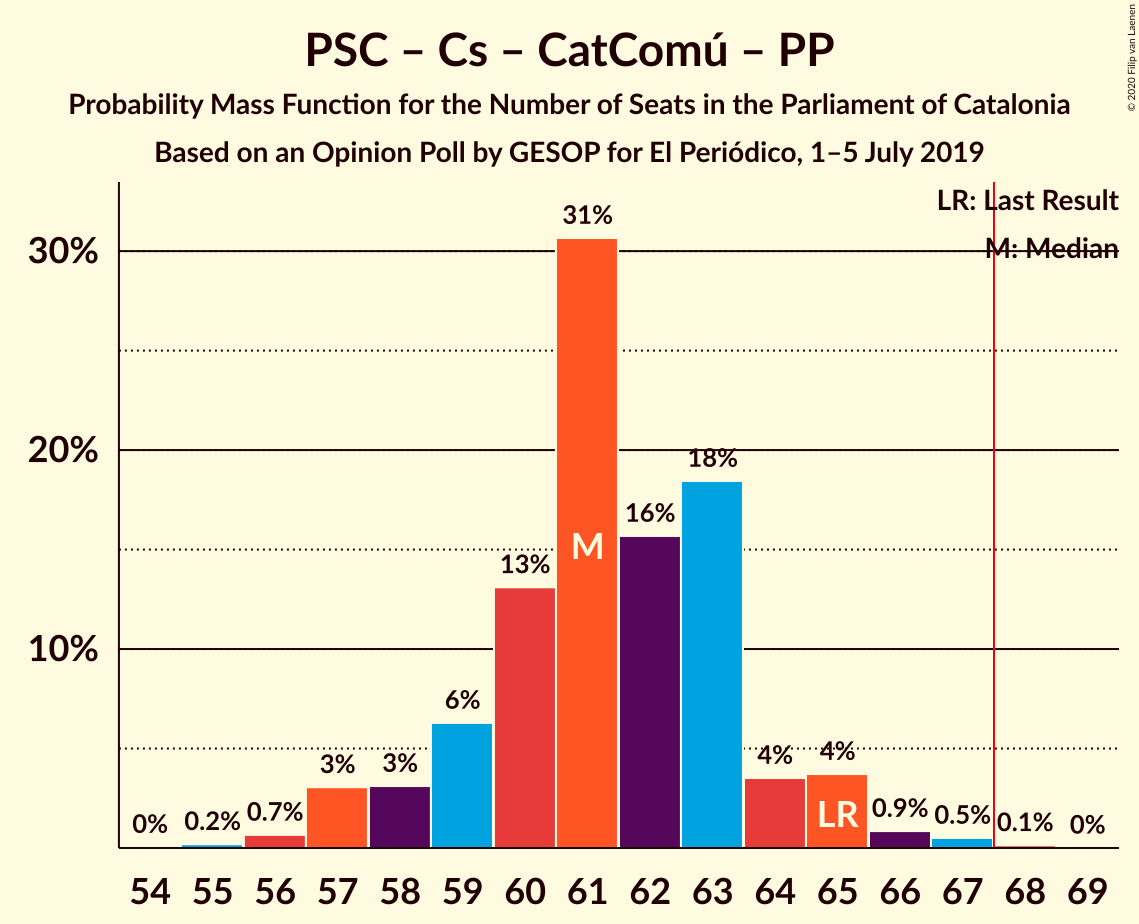 PSC – Cs – CatComú – PP
Probability Mass Function for the Number of Seats in the Parliament of Catalonia
Based on an Opinion Poll by GESOP for El Periódico, 1–5 July 2019
© 2020 Filip van Laenen
LR: Last Result
M: Median
30%
20%
10%
0%
0.2%
0.7%
3%
3%
6%
13%
31%
16%
18%
4%
4%
0.9%
0.5%
0.1%
0%
M
LR
54 55 56 57 58 59 60 61 62 63 64 65 66 67 68 69